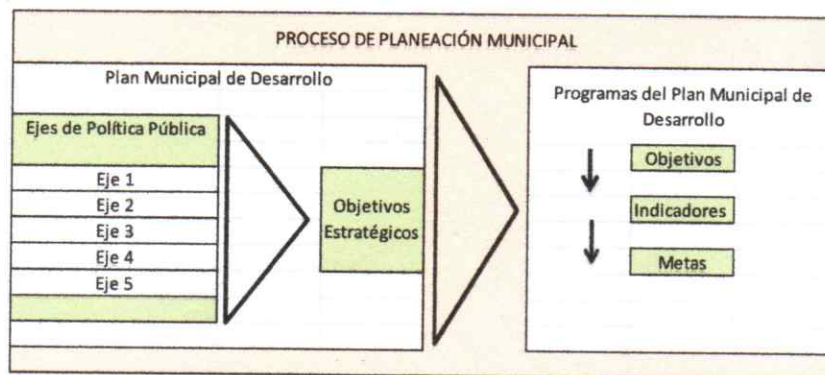 PROCESO DE PLANEACIÓN MUNICIPAL
Plan Municipal de Desarrollo
Ejes de Política Pública
Eje 1
Eje 2
Eje 3
Eje 4
Eje 5
Objetivos
Estratégicos
Programas del Plan Municipal de
Desarrollo
Objetivos
Indicadores
Metas